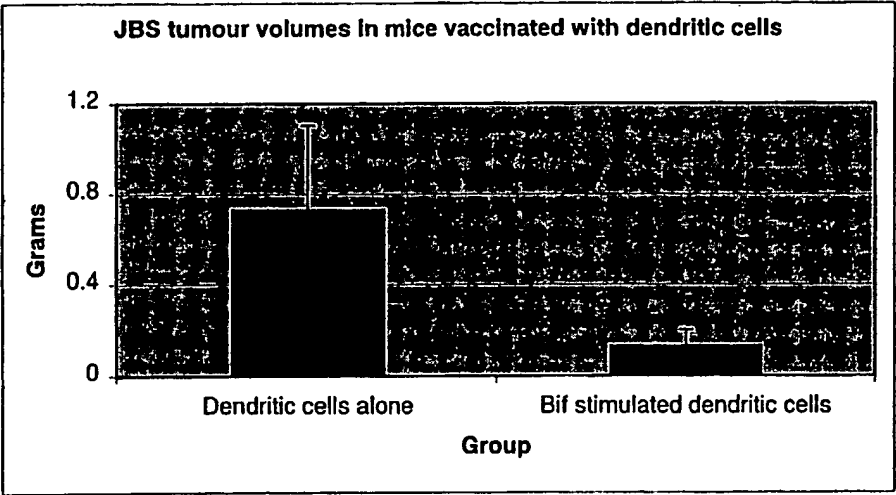 JBS tumour volumes in mice vaccinated with dendritic cells
1.2
0.8
0.4
0
Grams
Dendritic cells alone
Bif stimulated dendritic cells
Group